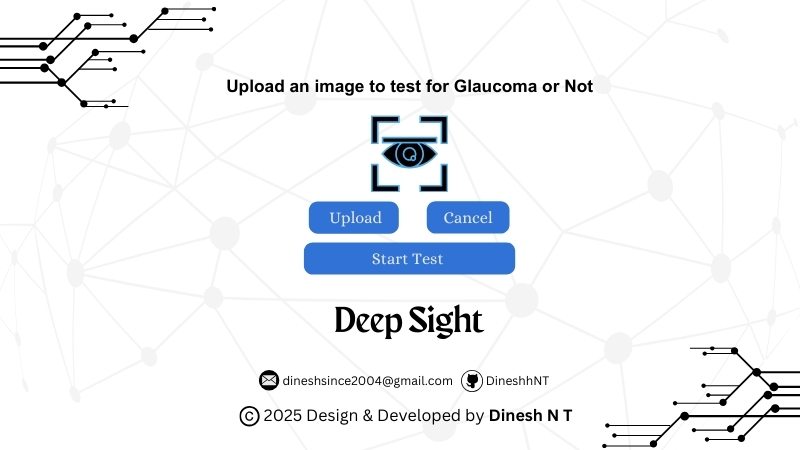 Upload an image to test for Glaucoma or Not
Upload Cancel
Start Test
Deep Sight
dineshsince2004@gmail.com DineshhNT
© 2025 Design & Developed by Dinesh N T